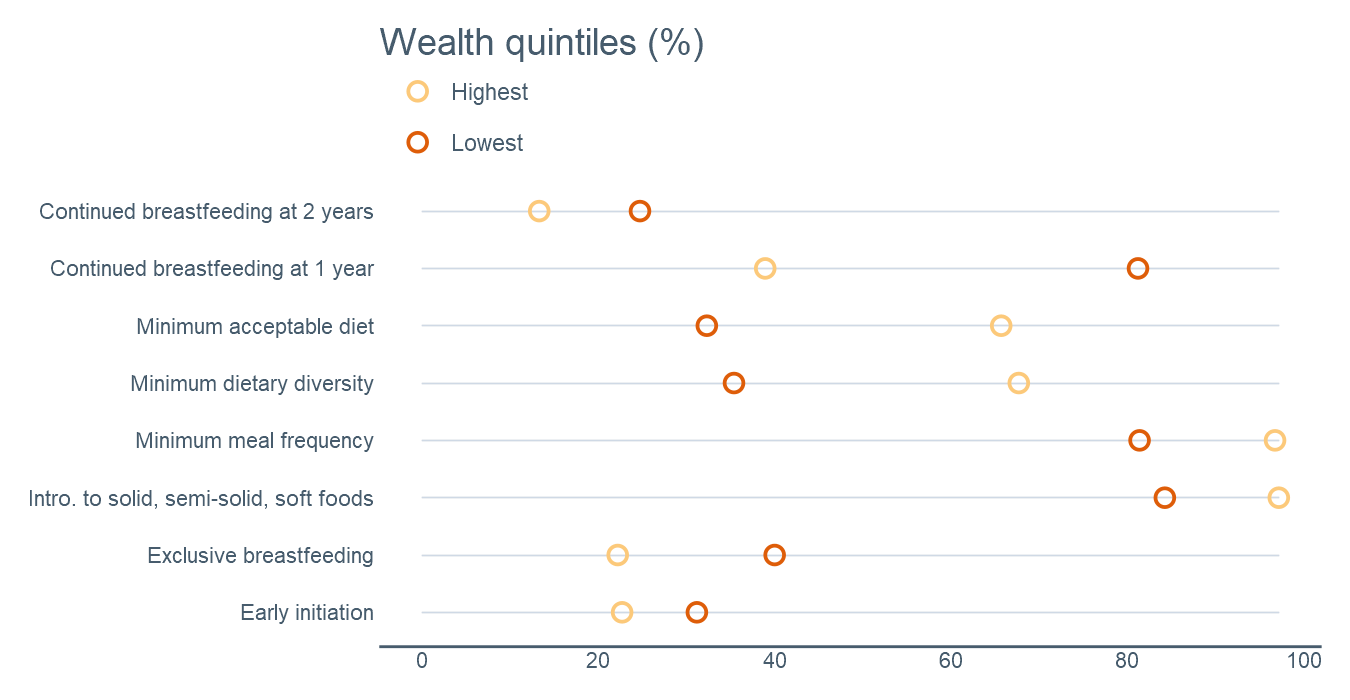 Wealth quintiles (%)
Highest
Lowest
Continued breastfeeding at 2 years
Continued breastfeeding at 1 year
Minimum acceptable diet
Minimum dietary diversity
Minimum meal frequency
Intro. to solid, semi-solid, soft foods
Exclusive breastfeeding
Early initiation
0 20 40 60 80 100